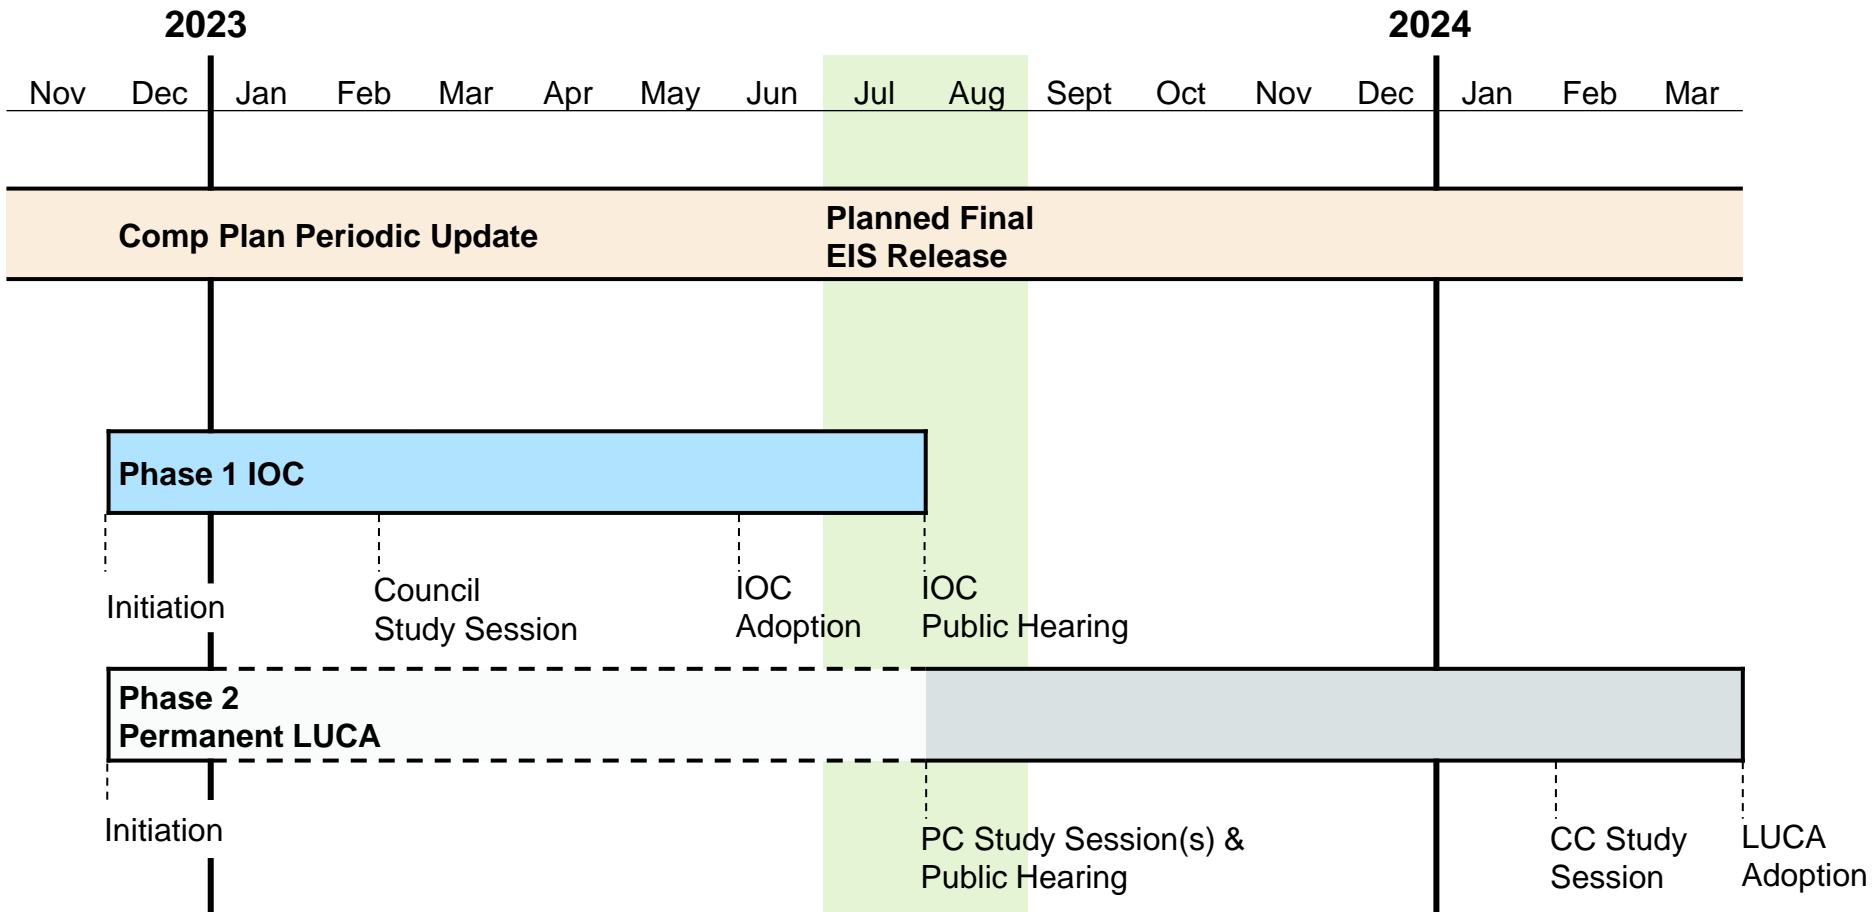 2023 2024
Nov Dec Jan Feb Mar Apr May Jun Jul Aug Sept Oct Nov Dec Jan Feb Mar
Comp Plan Periodic Update
Planned Final
EIS Release
Phase 1 IOC
Initiation
Council
Study Session
IOC
Adoption
IOC
Public Hearing
Phase 2
Permanent LUCA
Initiation
PC Study Session(s) &
Public Hearing
CC Study
Session
LUCA
Adoption